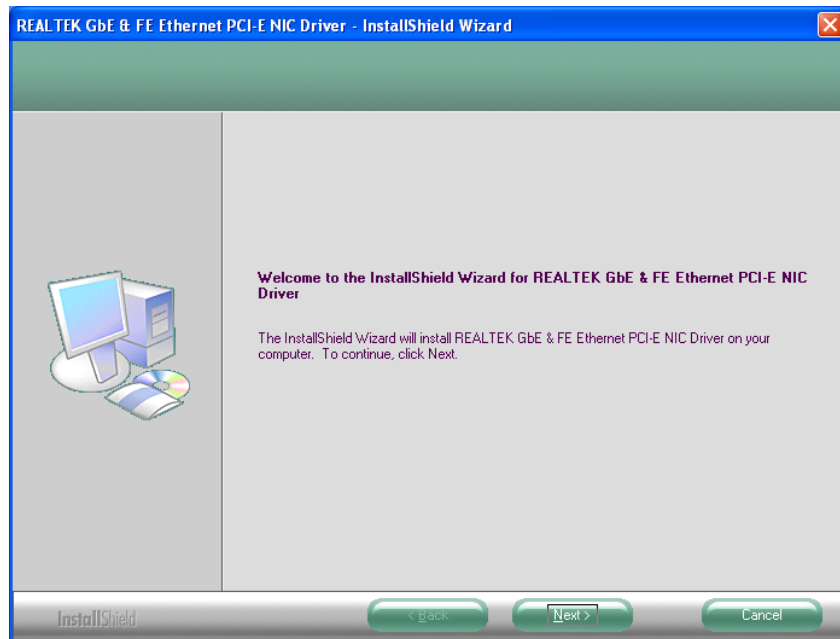 REALTEK GbE & FE Ethernet PCI-E NIC Driver - InstallShield Wizard
Welcome to the InstallShield Wizard for REALTEK GbE & FE Ethernet PCI-E NIC
Driver
The InstallShield Wizard will install REALTEK GbE & FE Ethernet PCI-E NIC Driver on your
computer. To continue, click Next.
InstallShield
< Back
Next >
Cancel